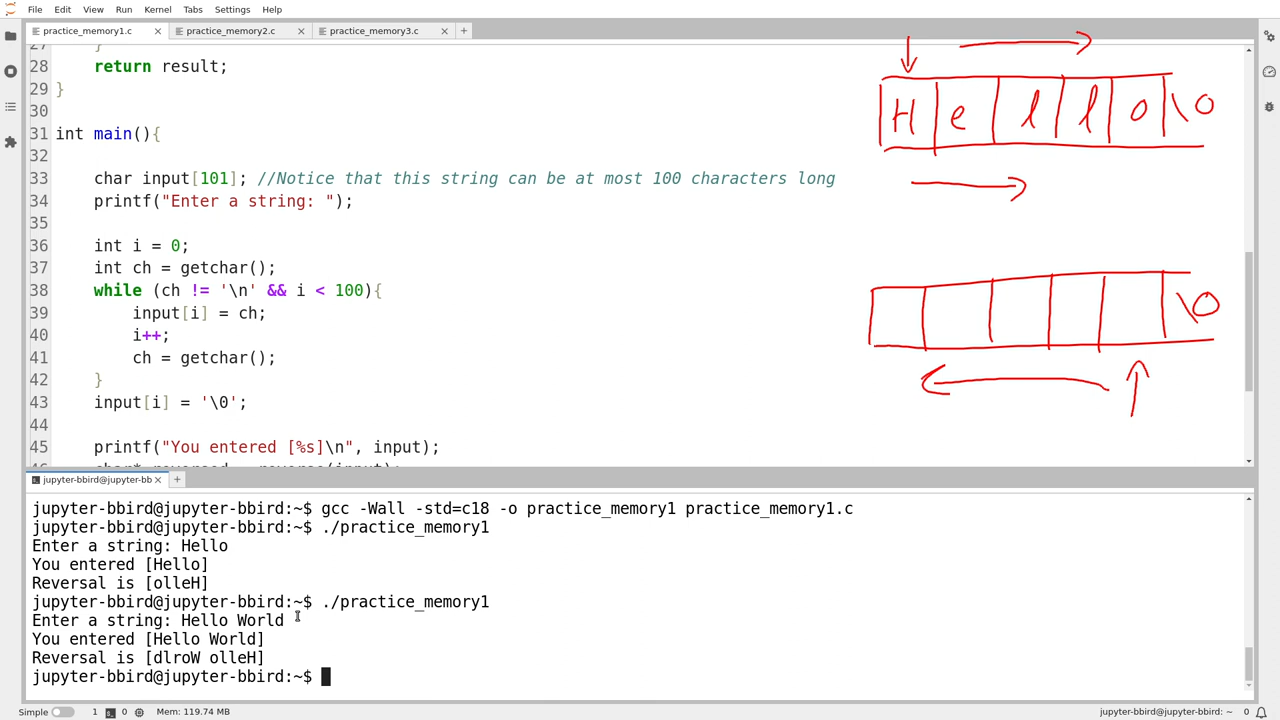 File Edit View Run Kernel Tabs Settings Help
practice_memory1.c practice_memory2.c practice_memory3.c
27 }
28 return result;
29 }
30
31 int main(){
32
33 char input[101]; //Notice that this string can be at most 100 characters long
34 printf("Enter a string: ");
35
36 int i = 0;
37 int ch = getchar();
38 while (ch != '\n' && i < 100){
39 input[i] = ch;
40 i++;
41 ch = getchar();
42 }
43 input[i] = '\0';
44
45 printf("You entered [%s]\n", input);
46 char* reversed = reverse(input);
H e l l o \0
\0
jupyter-bbird@jupyter-bb
jupyter-bbird@jupyter-bbird:~$ gcc -Wall -std=c18 -o practice_memory1 practice_memory1.c
jupyter-bbird@jupyter-bbird:~$ ./practice_memory1
Enter a string: Hello
You entered [Hello]
Reversal is [olleH]
jupyter-bbird@jupyter-bbird:~$ ./practice_memory1
Enter a string: Hello World
You entered [Hello World]
Reversal is [dlroW olleH]
jupyter-bbird@jupyter-bbird:~$
Simple 1 0 Mem: 119.74 MB jupyter-bbird@jupyter-bbird: ~ 0